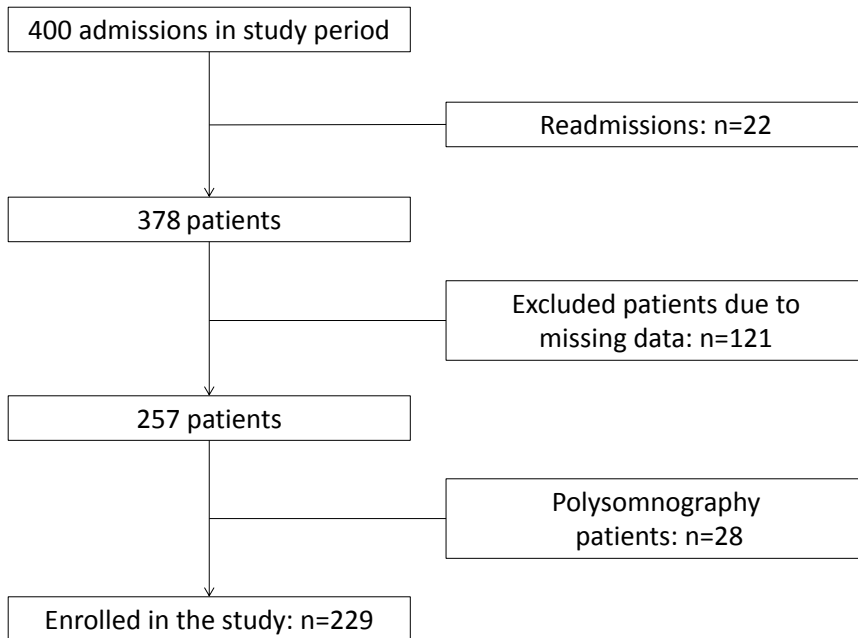 400 admissions in study period
Readmissions: n=22
378 patients
Excluded patients due to
missing data: n=121
257 patients
Polysomnography
patients: n=28
Enrolled in the study: n=229